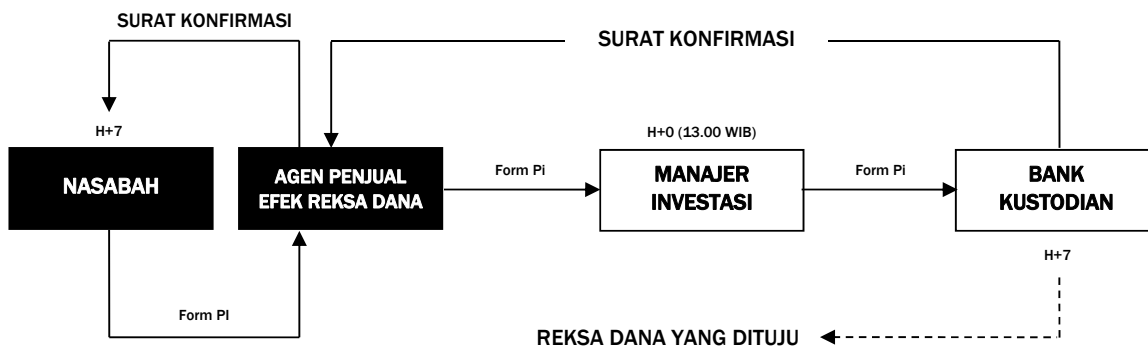 SURAT KONFIRMASI
SURAT KONFIRMASI
H+7
H+0 (13.00 WIB)
NASABAH
AGEN PENJUAL
EFEK REKSA DANA
Form Pi
MANAJER
INVESTASI
Form Pi
BANK
KUSTODIAN
H+7
Form PI
REKSA DANA YANG DITUJU